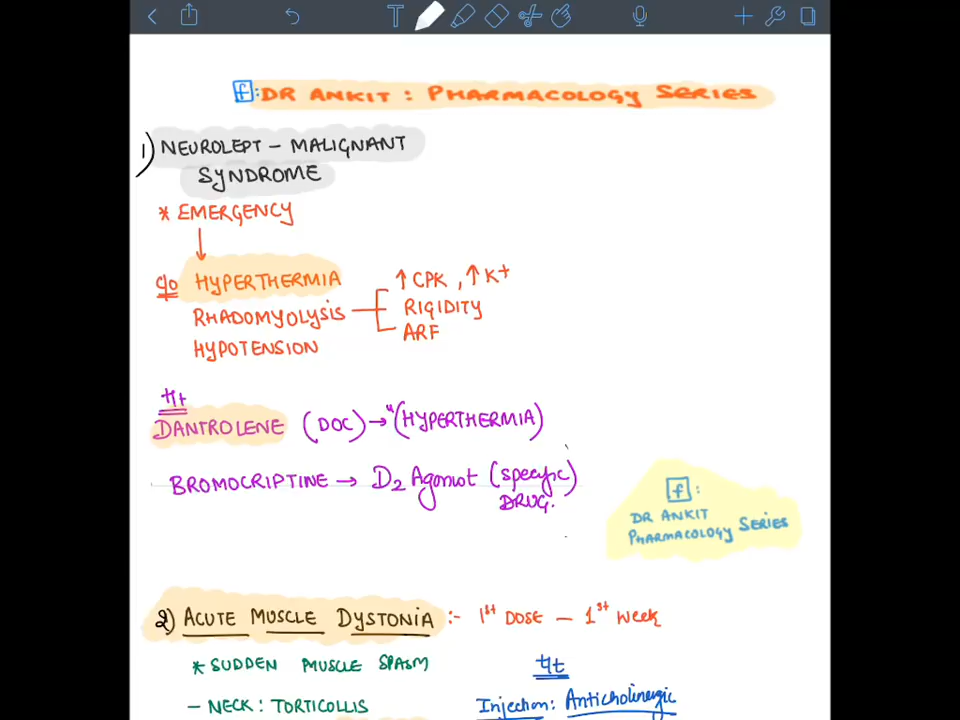 f: DR ANKIT : PHARMACOLOGY SERIES
1) NEUROLEPT - MALIGNANT
SYNDROME
* EMERGENCY
c/o HYPERTHERMIA
RHADOMYOLYSIS
HYPOTENSION
↑ CPK , ↑ K+
RIGIDITY
ARF
ttt
DANTROLENE (DOC) → "(HYPERTHERMIA)
BROMOCRIPTINE → D2 Agonist (specific)
DRUG.
f :
DR ANKIT
PHARMACOLOGY SERIES
2) ACUTE MUSCLE DYSTONIA :- 1st DOSE - 1st WEEK
* SUDDEN MUSCLE SPASM
- NECK : TORTICOLLIS
ttt
Injection: Anticholinergic